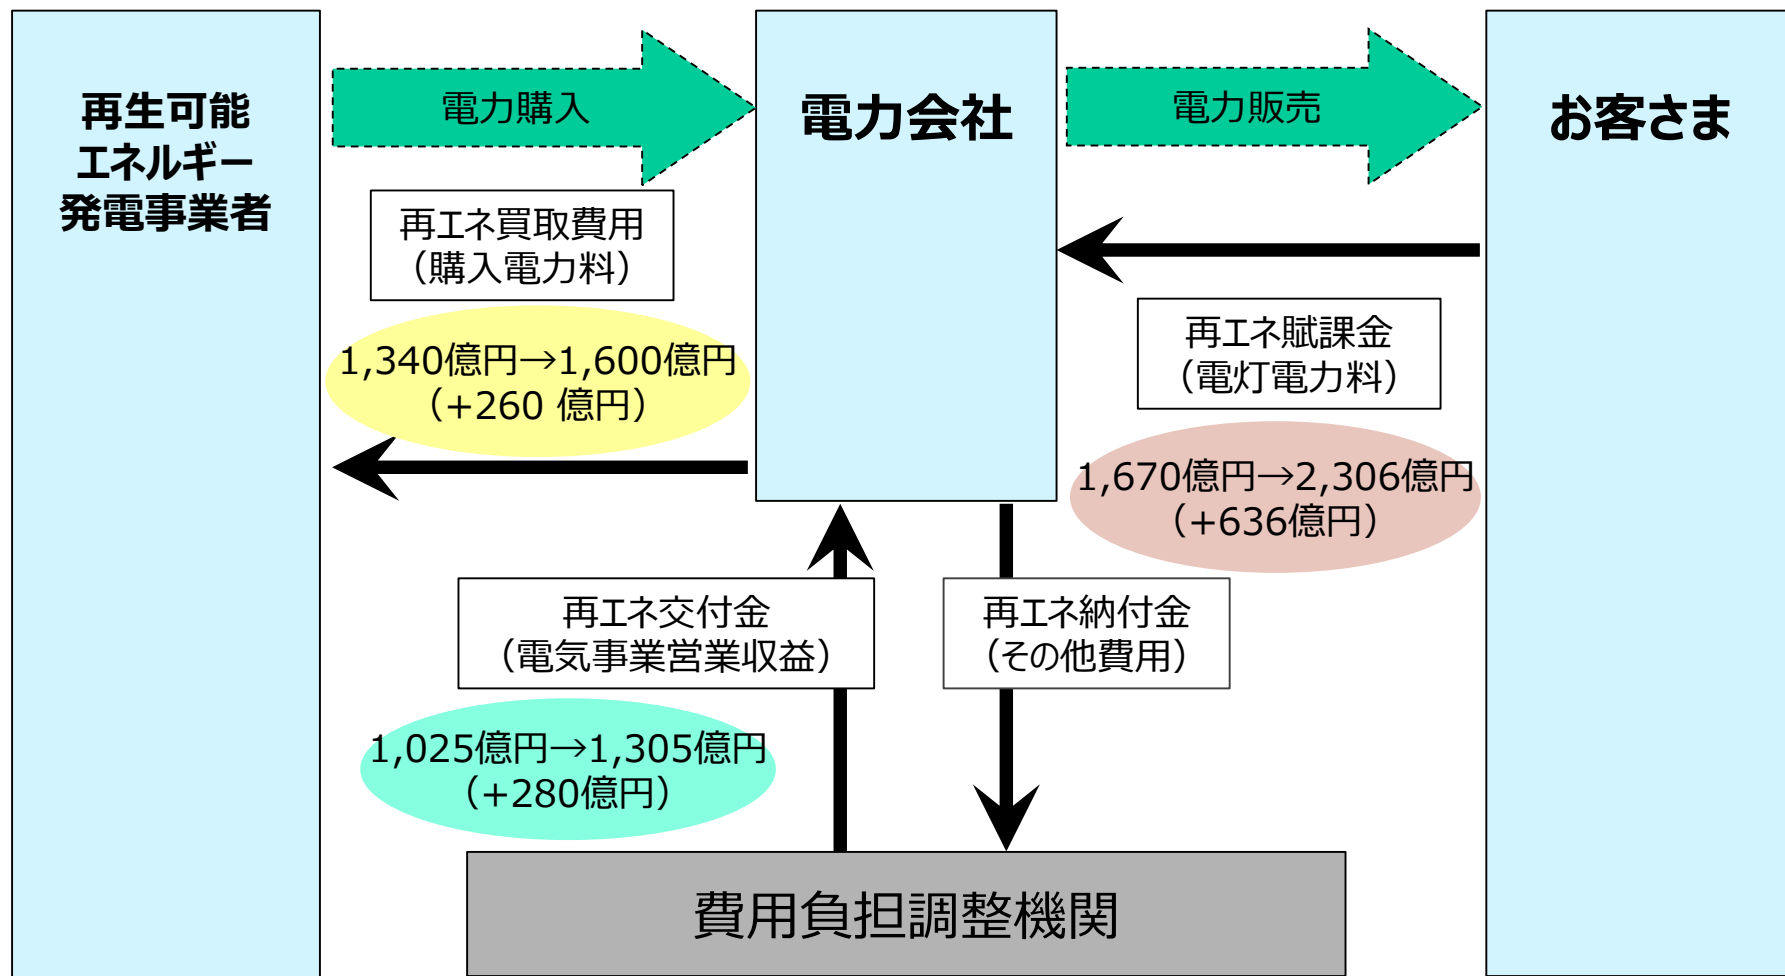 再生可能
エネルギー
発電事業者
電力購入
電力会社
電力販売
お客さま
再エネ買取費用
（購入電力料）
1,340億円→1,600億円
（+260 億円）
再エネ賦課金
（電灯電力料）
1,670億円→2,306億円
（+636億円）
再エネ交付金
（電気事業営業収益）
再エネ納付金
（その他費用）
1,025億円→1,305億円
（+280億円）
費用負担調整機関